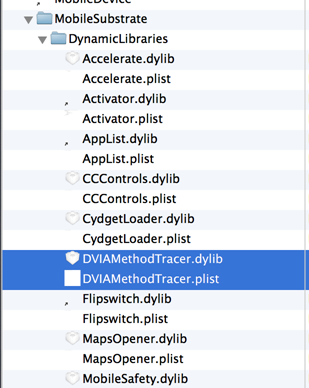 MobileDevice
MobileSubstrate
DynamicLibraries
Accelerate.dylib
Accelerate.plist
Activator.dylib
Activator.plist
AppList.dylib
AppList.plist
CCControls.dylib
CCControls.plist
CydgetLoader.dylib
CydgetLoader.plist
DVIAMethodTracer.dylib
DVIAMethodTracer.plist
Flipswitch.dylib
Flipswitch.plist
MapsOpener.dylib
MapsOpener.plist
MobileSafety.dylib